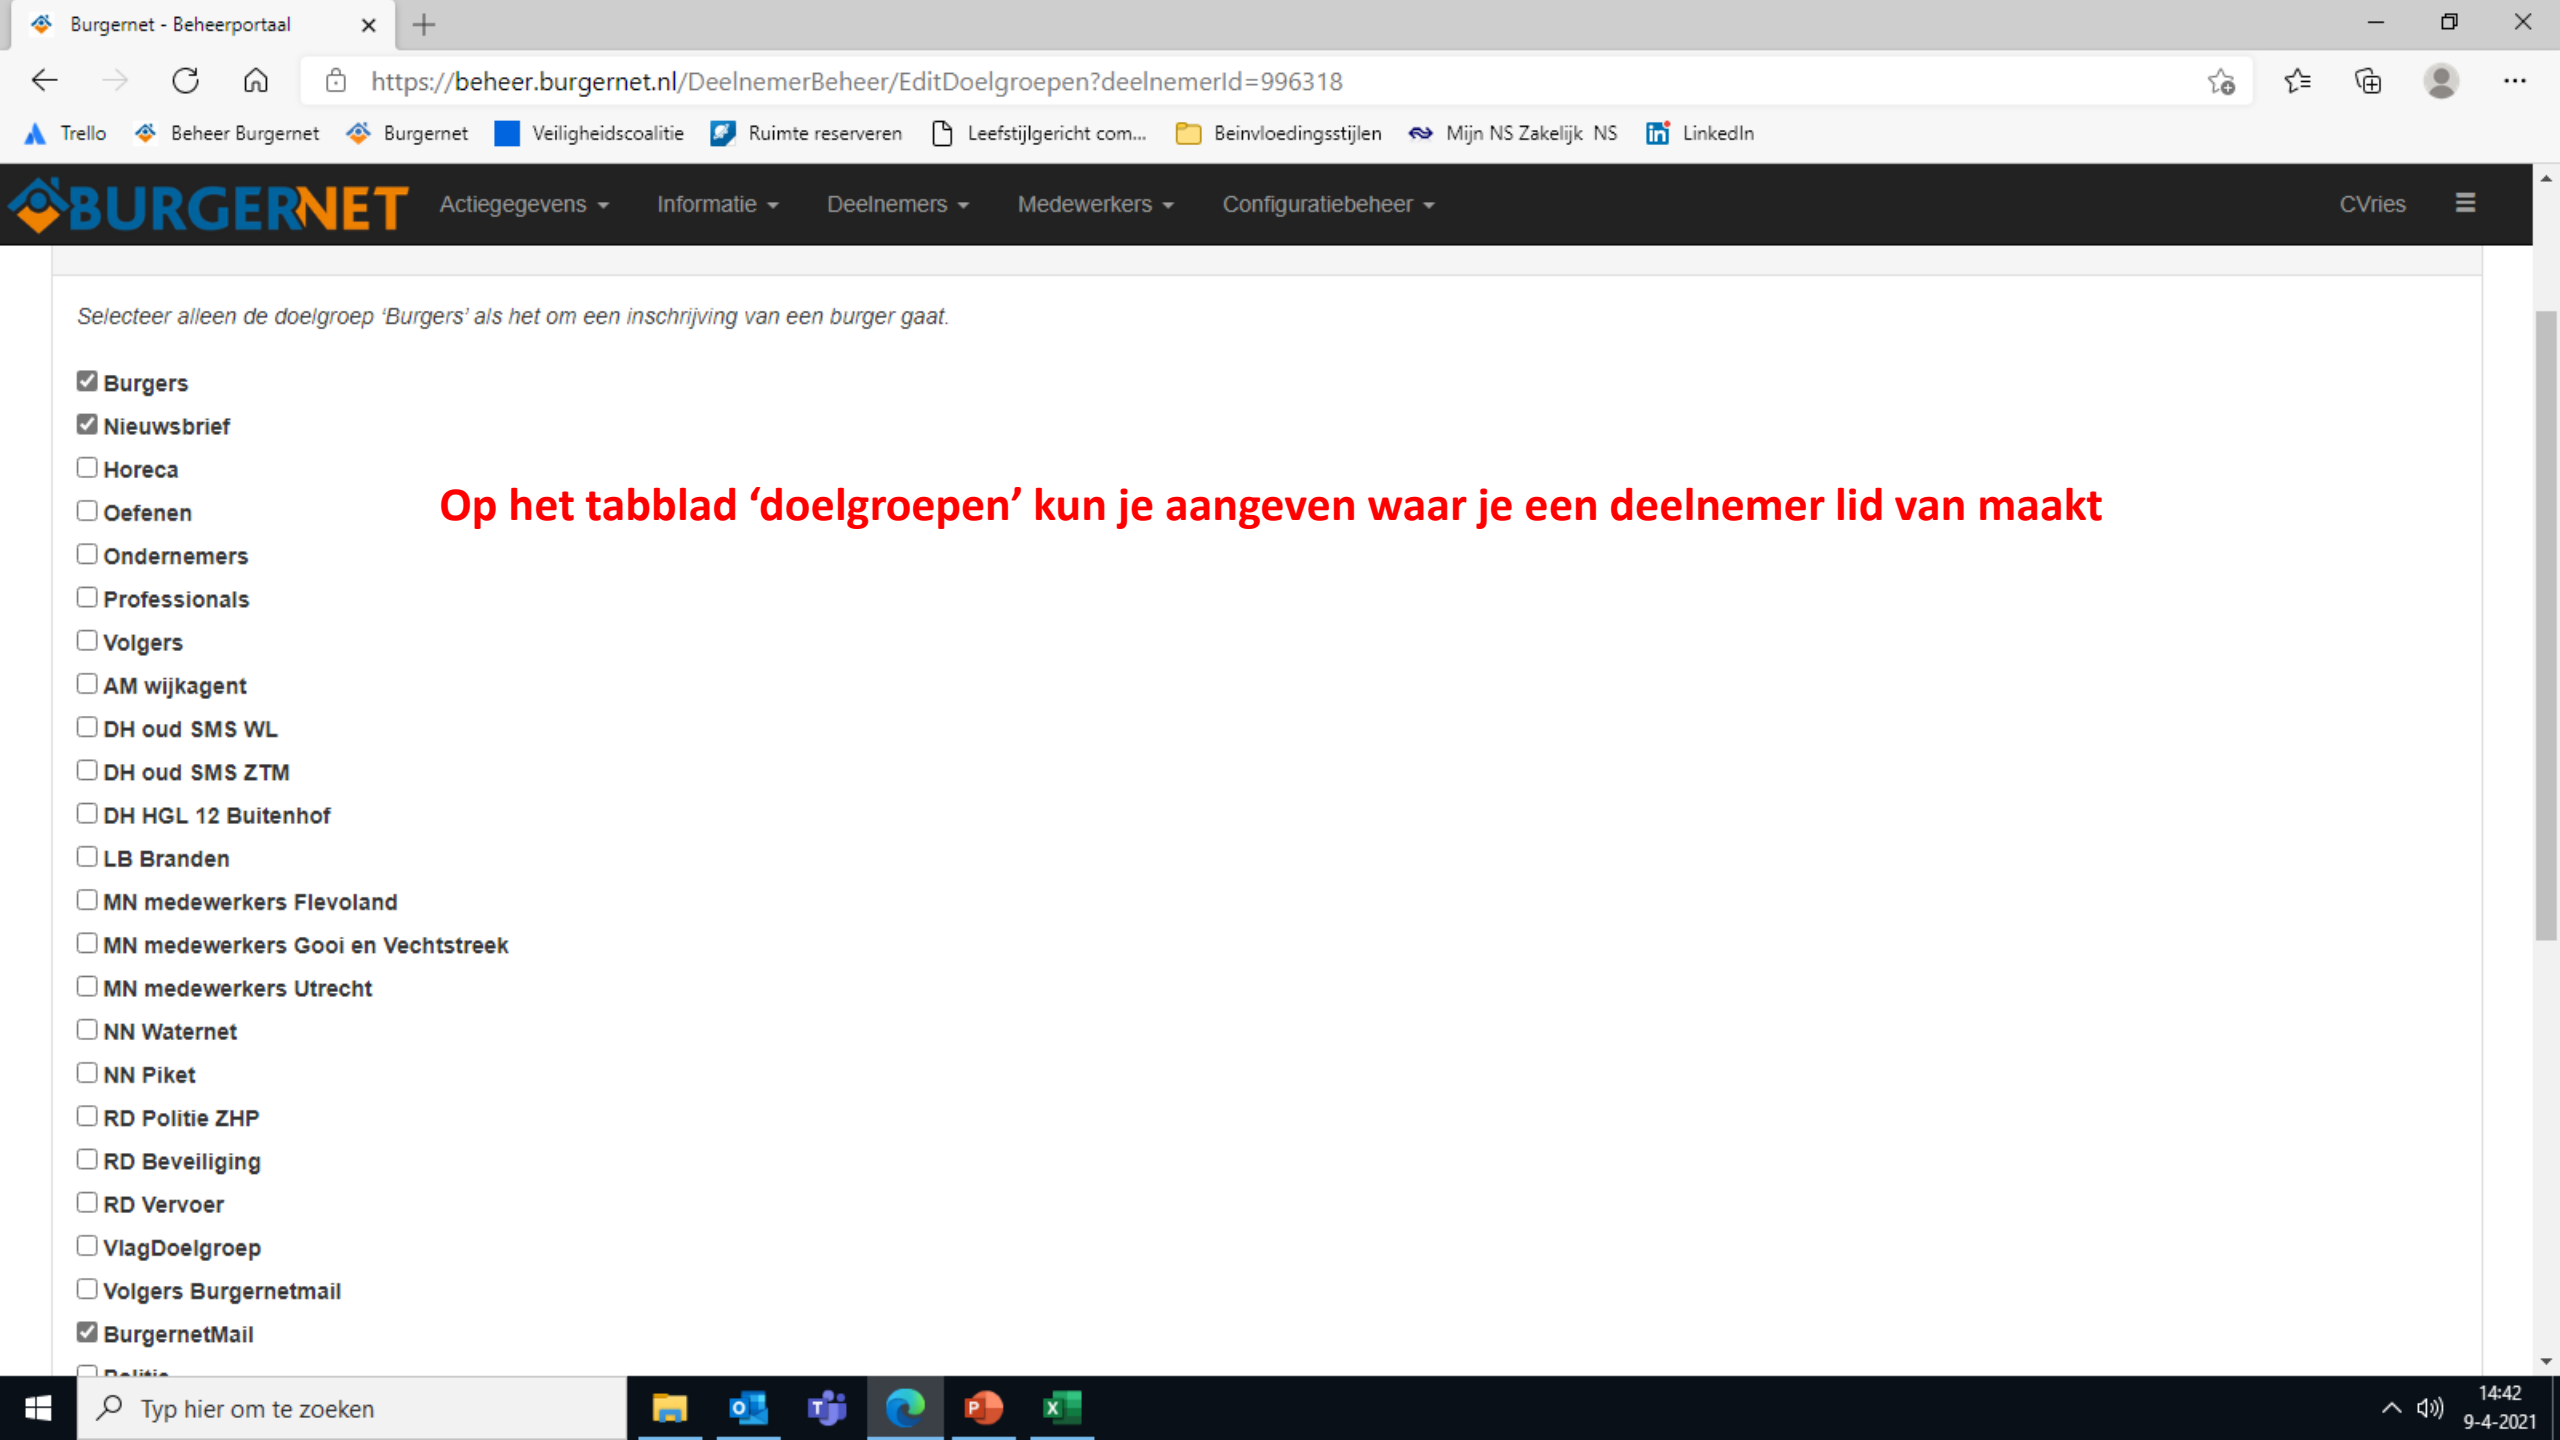 Burgernet - Beheerportaal
https://beheer.burgernet.nl/DeelnemerBeheer/EditDoelgroepen?deelnemerId=996318
Trello Beheer Burgernet Burgernet Veiligheidscoalitie Ruimte reserveren Leefstijlgericht com... Beinvloedingsstijlen Mijn NS Zakelijk NS LinkedIn
BURGERNET Actiegegevens Informatie Deelnemers Medewerkers Configuratiebeheer CVries
Selecteer alleen de doelgroep ‘Burgers’ als het om een inschrijving van een burger gaat.
Burgers
Nieuwsbrief
Horeca
Op het tabblad ‘doelgroepen’ kun je aangeven waar je een deelnemer lid van maakt
Oefenen
Ondernemers
Professionals
Volgers
AM wijkagent
DH oud SMS WL
DH oud SMS ZTM
DH HGL 12 Buitenhof
LB Branden
MN medewerkers Flevoland
MN medewerkers Gooi en Vechtstreek
MN medewerkers Utrecht
NN Waternet
NN Piket
RD Politie ZHP
RD Beveiliging
RD Vervoer
VlagDoelgroep
Volgers Burgernetmail
BurgernetMail
Typ hier om te zoeken
14:42
9-4-2021